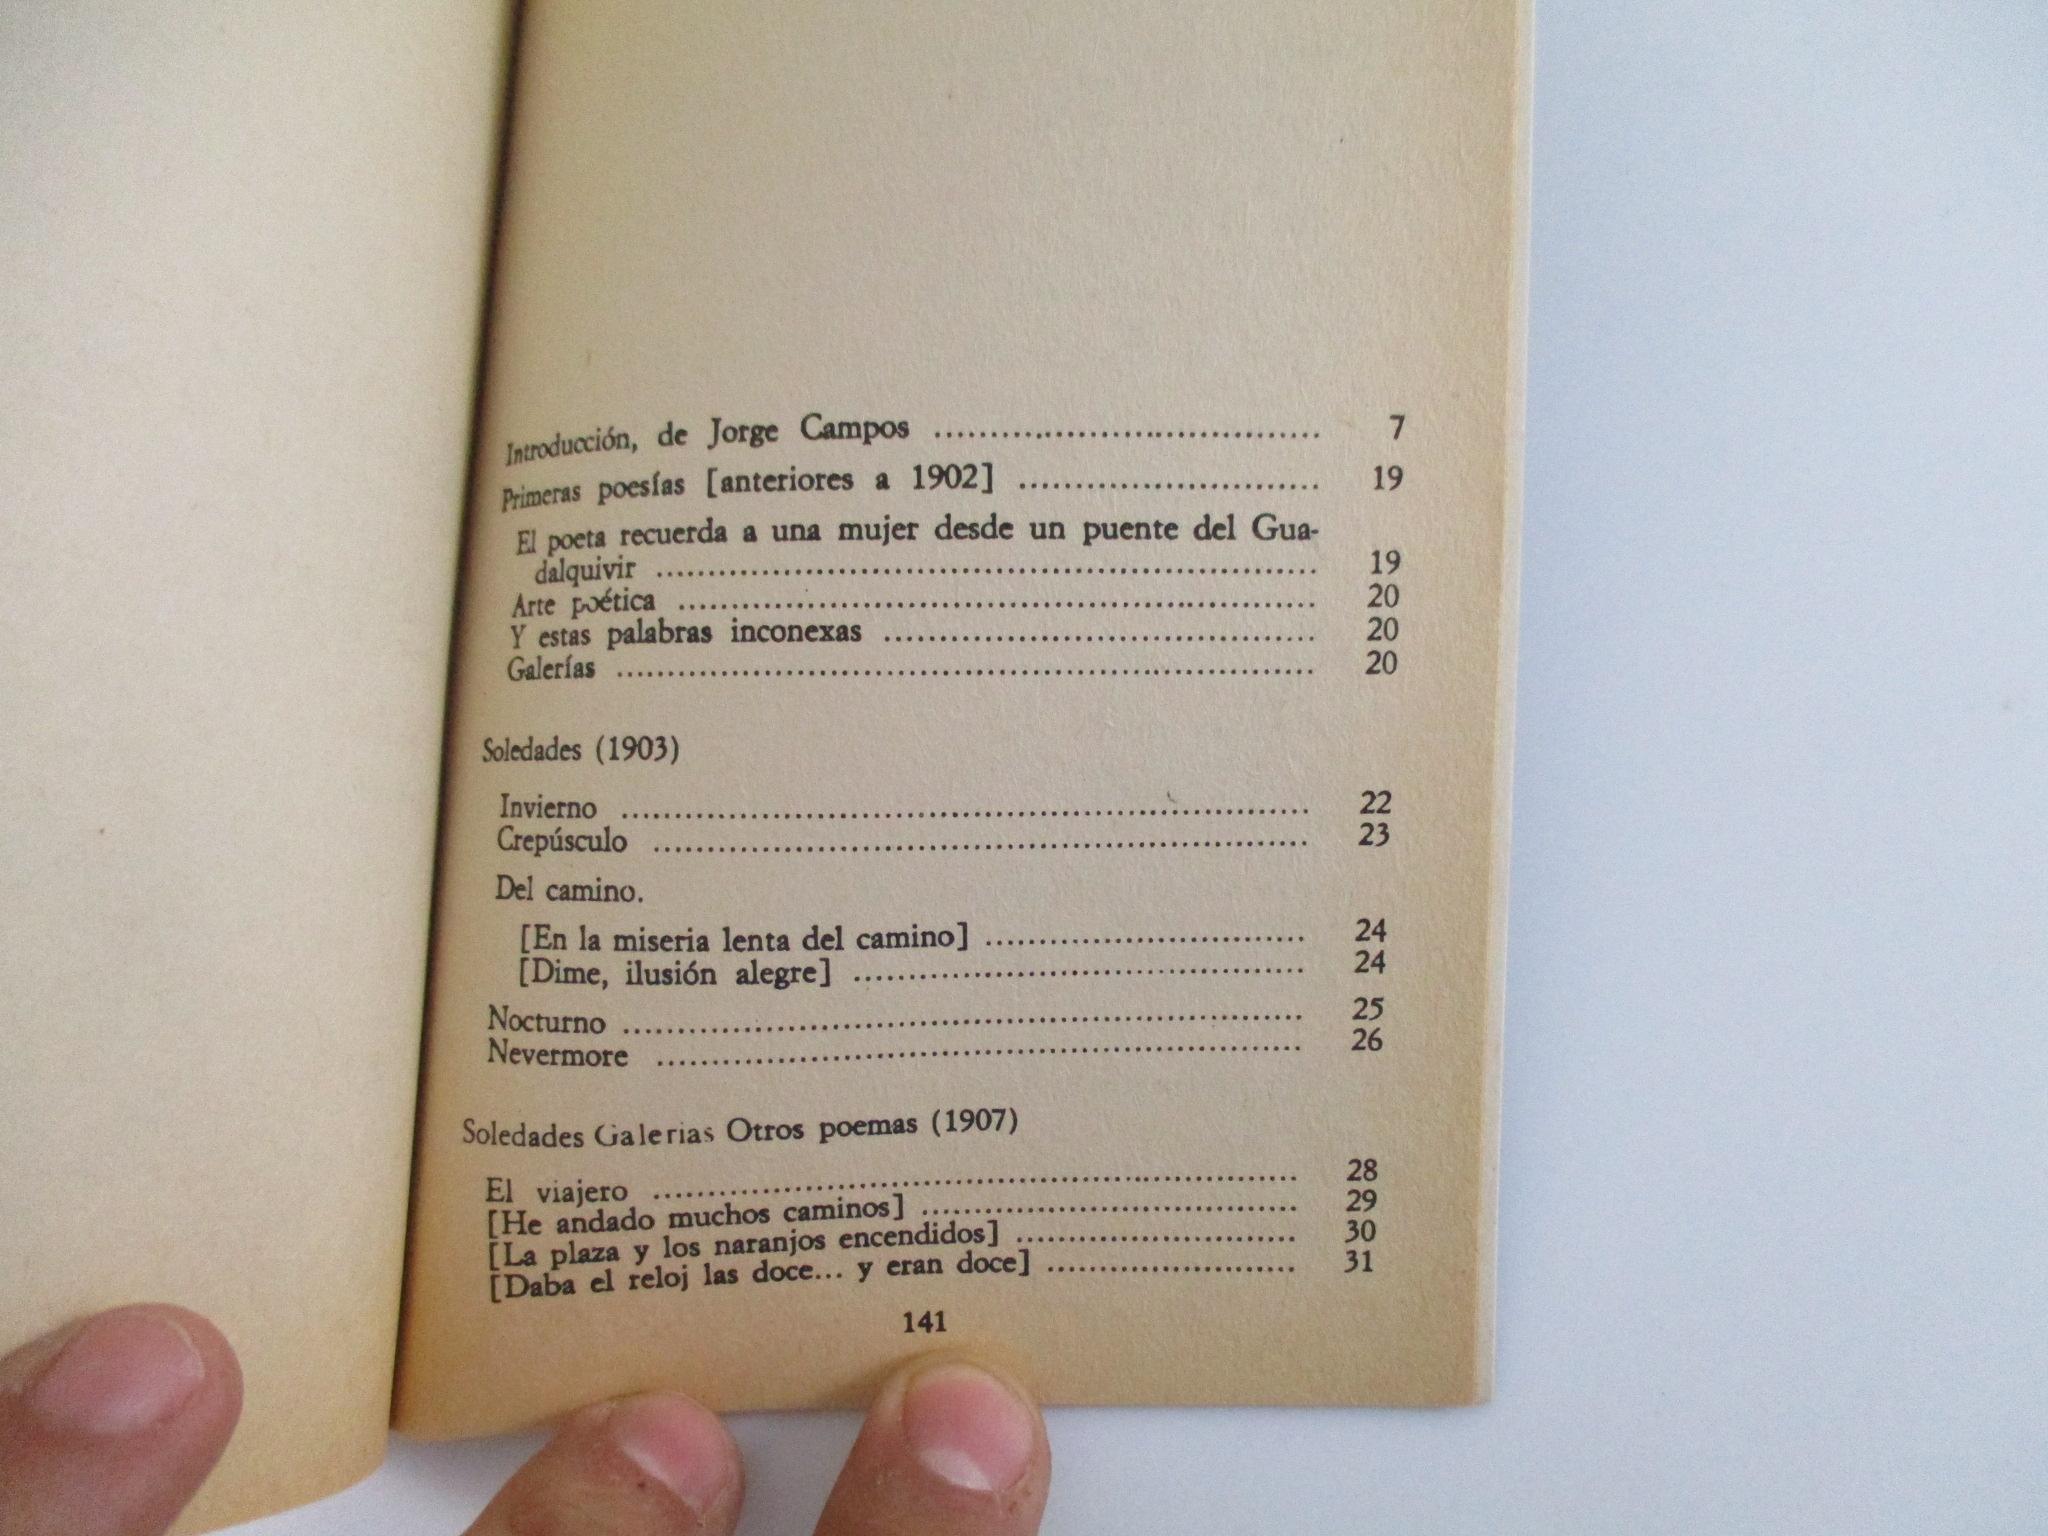 Introducción, de Jorge Campos ........................................ 7
Primeras poesías [anteriores a 1902] ........................... 19
El poeta recuerda a una mujer desde un puente del Gua-
dalquivir ........................................................... 19
Arte poética ......................................................... 20
Y estas palabras inconexas ....................................... 20
Galerías .............................................................. 20
Soledades (1903)
Invierno .............................................................. 22
Crepúsculo ........................................................... 23
Del camino.
[En la miseria lenta del camino] ............................. 24
[Dime, ilusión alegre] ......................................... 24
Nocturno ............................................................. 25
Nevermore ........................................................... 26
Soledades Galerias Otros poemas (1907)
El viajero ............................................................ 28
[He andado muchos caminos] .................................. 29
[La plaza y los naranjos encendidos] ......................... 30
[Daba el reloj las doce... y eran doce] ...................... 31
141